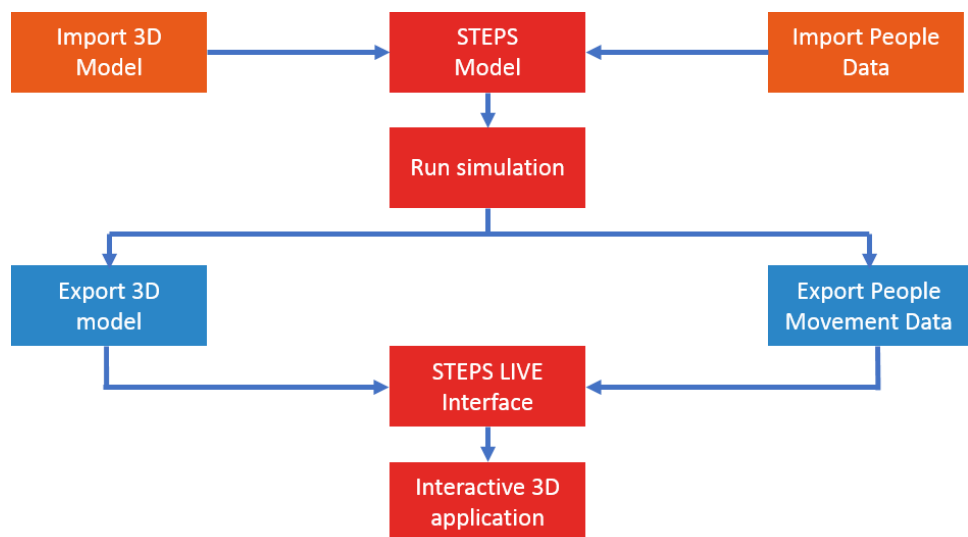 Import 3D
Model
STEPS
Model
Import People
Data
Run simulation
Export 3D
model
Export People
Movement Data
STEPS LIVE
Interface
Interactive 3D
application